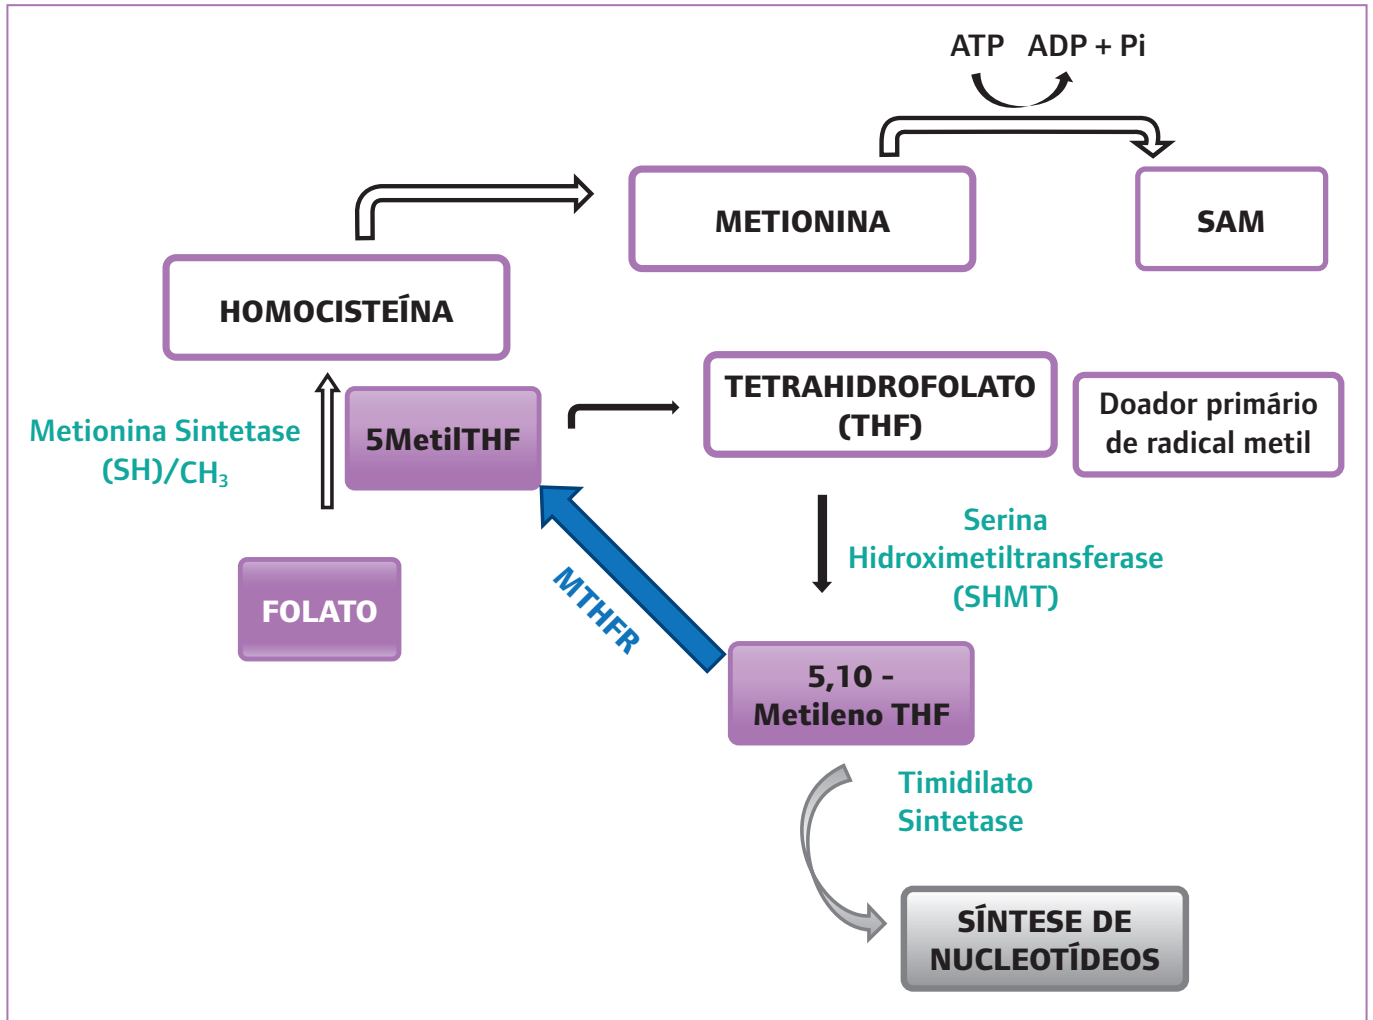 ATP ADP + Pi
METIONINA
SAM
HOMOCISTEÍNA
TETRAHIDROFOLATO
(THF)
Doador primário
de radical metil
Metionina Sintetase
(SH)/CH₃
5MetilTHF
Serina
Hidroximetiltransferase
(SHMT)
FOLATO
MTHFR
5,10 -
Metileno THF
Timidilato
Sintetase
SÍNTESE DE
NUCLEOTÍDEOS